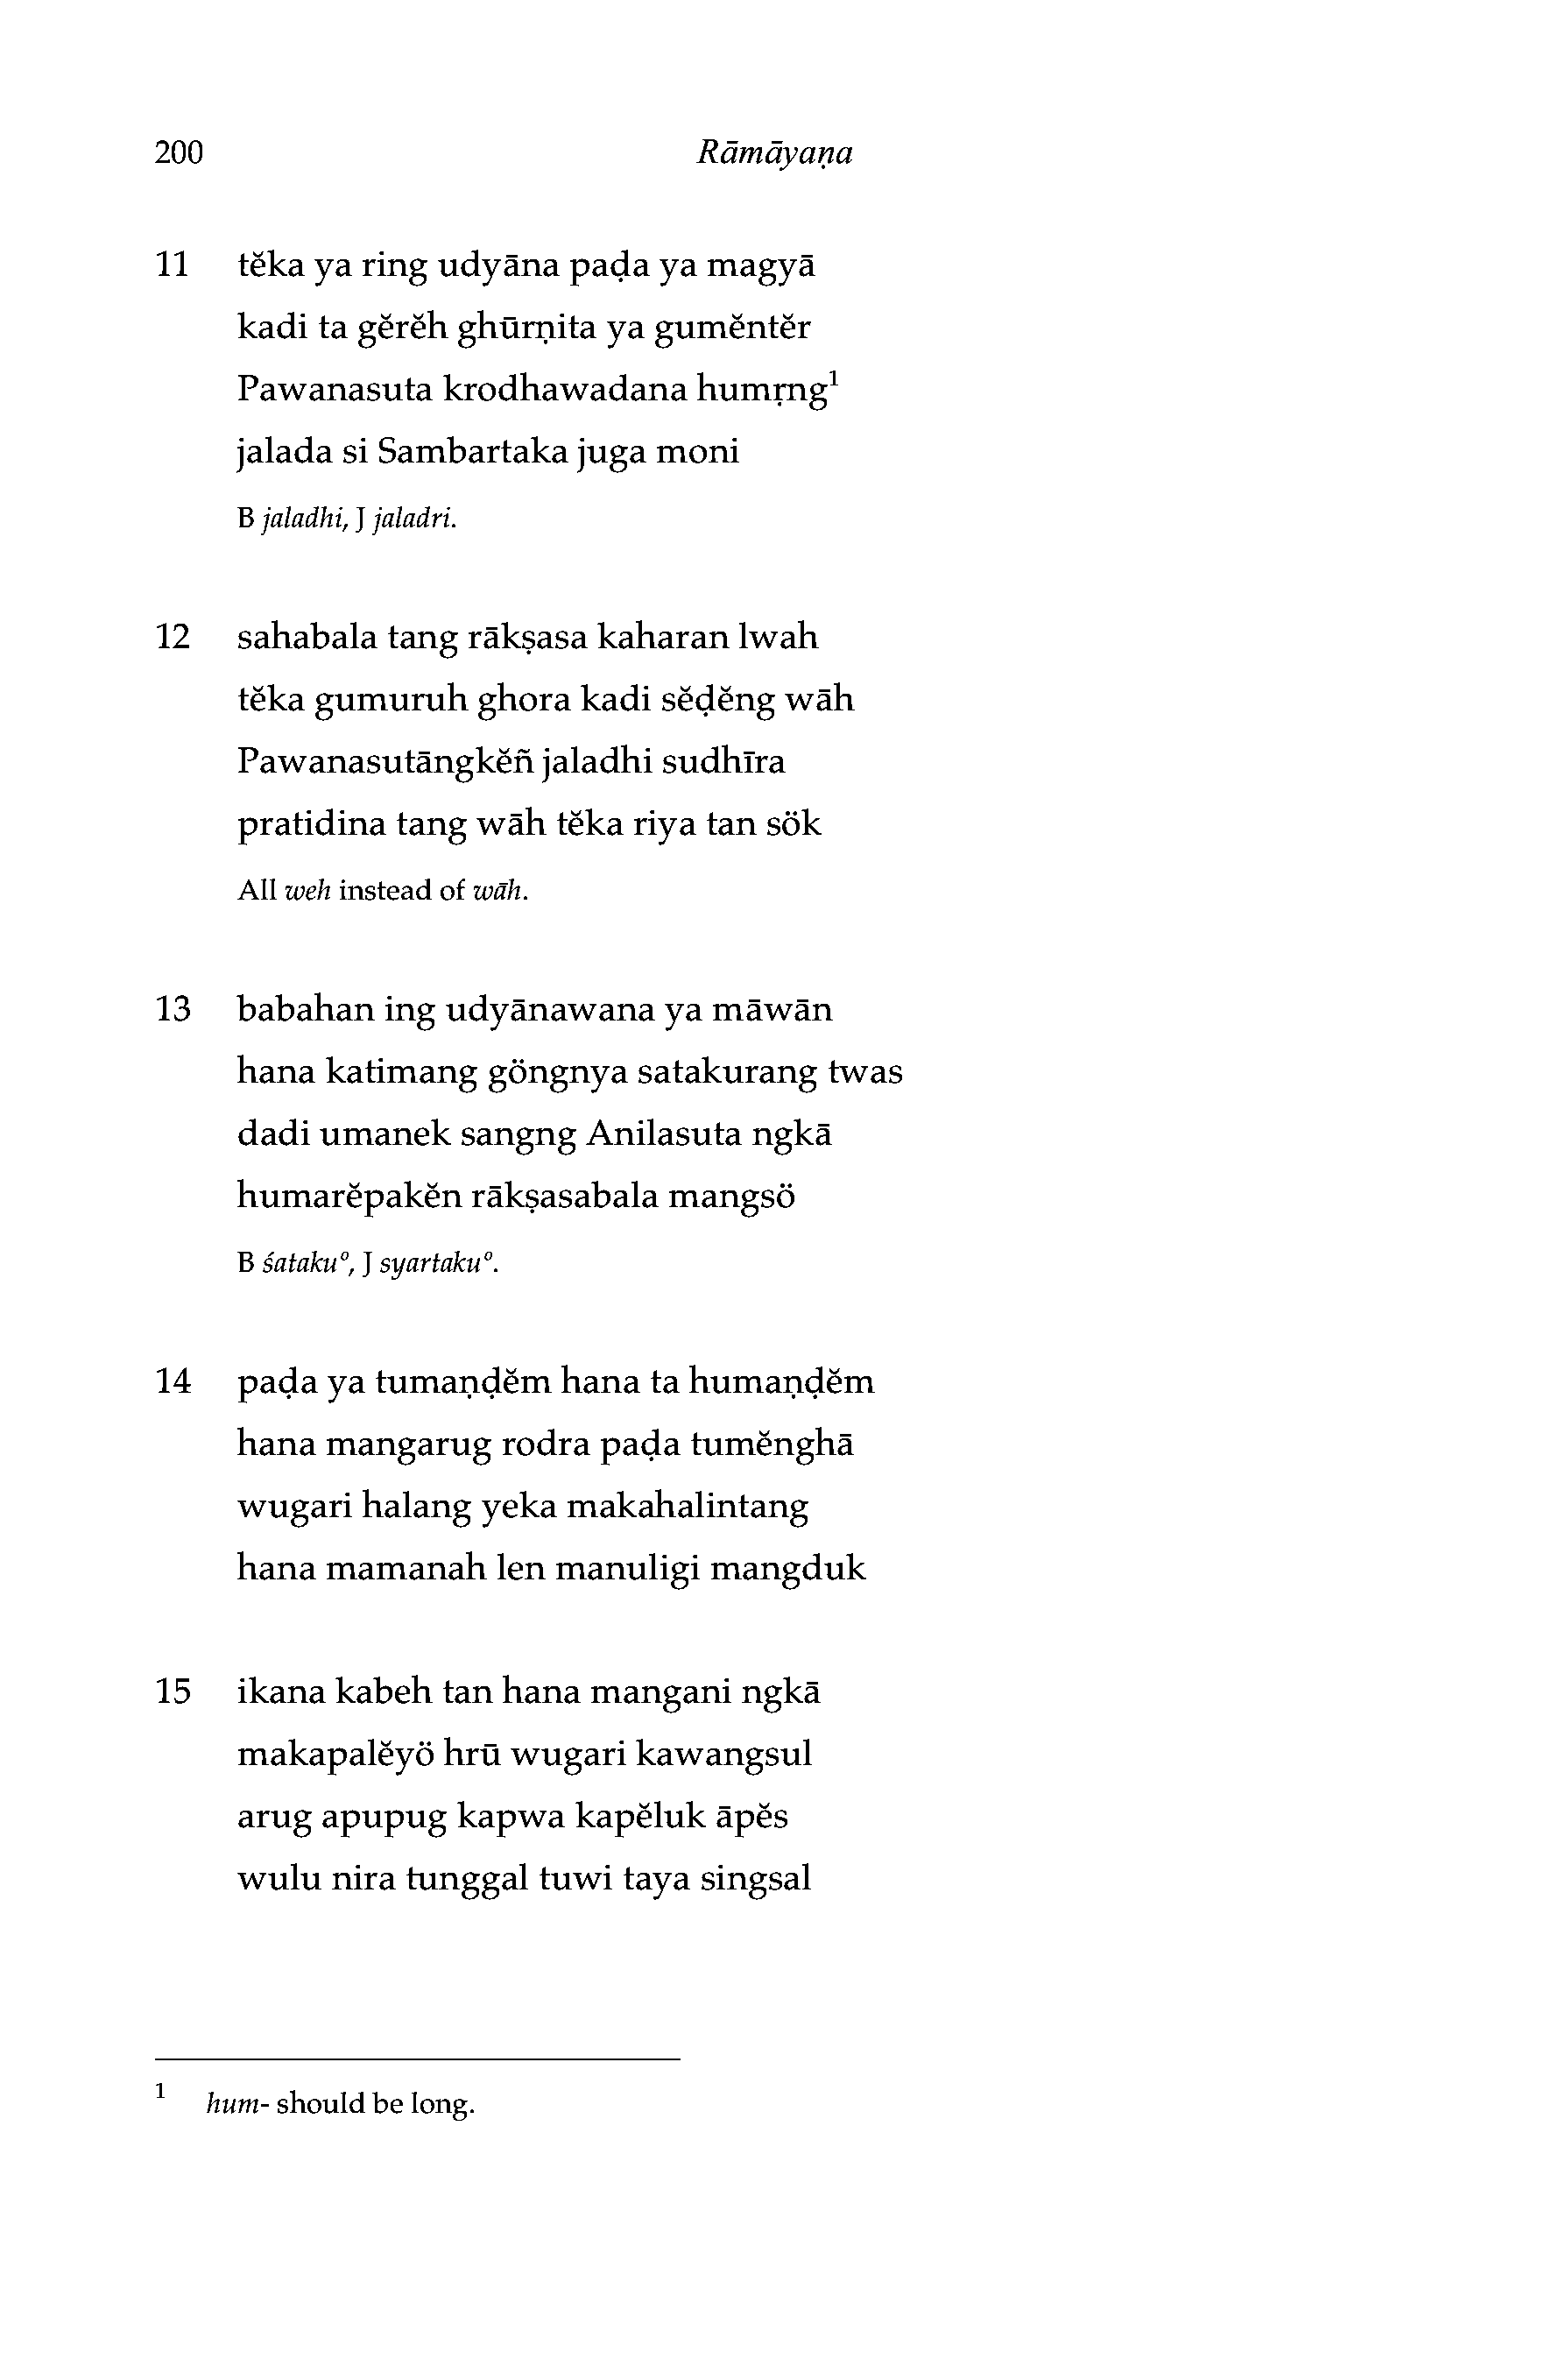 200 Rāmāyaṇa
11 tĕka ya ring udyāna paḍa ya magyā
kadi ta gĕrĕh ghūrṇita ya gumĕntĕr
Pawanasuta krodhawadana humṛng¹
jalada si Sambartaka juga moni
B jaladhi, J jaladri.
12 sahabala tang rākṣasa kaharan lwah
tĕka gumuruh ghora kadi sĕḍĕng wāh
Pawanasutāngkĕñ jaladhi sudhīra
pratidina tang wāh tĕka riya tan sök
All weh instead of wāh.
13 babahan ing udyānawana ya māwān
hana katimang göngnya satakurang twas
dadi umanek sangng Anilasuta ngkā
humarĕpakĕn rākṣasabala mangsö
B śatakuº, J syartakuº.
14 paḍa ya tumaṇḍĕm hana ta humaṇḍĕm
hana mangarug rodra paḍa tumĕnghā
wugari halang yeka makahalintang
hana mamanah len manuligi mangduk
15 ikana kabeh tan hana mangani ngkā
makapalĕyö hrū wugari kawangsul
arug apupug kapwa kapĕluk āpĕs
wulu nira tunggal tuwi taya singsal
¹ hum- should be long.